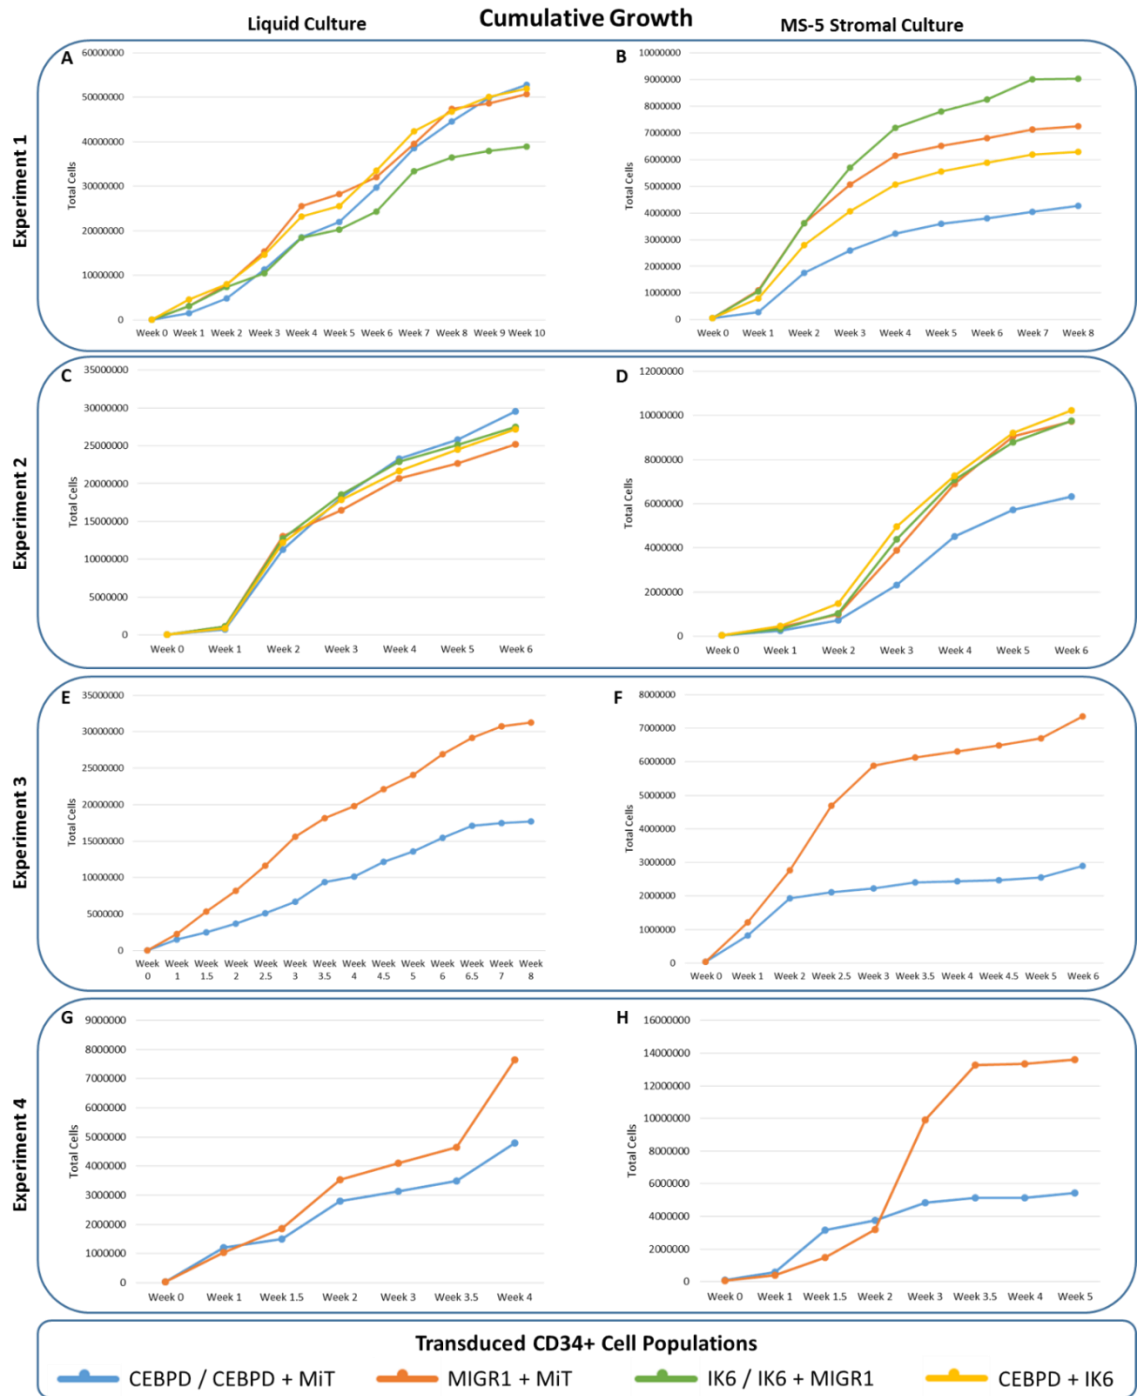 Cumulative Growth
Liquid Culture
MS-5 Stromal Culture
Experiment 1
A
60000000
50000000
40000000
30000000
20000000
10000000
0
Total Cells
Week 0 Week 1 Week 2 Week 3 Week 4 Week 5 Week 6 Week 7 Week 8 Week 9 Week 10
B
10000000
9000000
8000000
7000000
6000000
5000000
4000000
3000000
2000000
1000000
0
Total Cells
Week 0 Week 1 Week 2 Week 3 Week 4 Week 5 Week 6 Week 7 Week 8
Experiment 2
C
35000000
30000000
25000000
20000000
15000000
10000000
5000000
0
Total Cells
Week 0 Week 1 Week 2 Week 3 Week 4 Week 5 Week 6
D
12000000
10000000
8000000
6000000
4000000
2000000
0
Total Cells
Week 0 Week 1 Week 2 Week 3 Week 4 Week 5 Week 6
Experiment 3
E
35000000
30000000
25000000
20000000
15000000
10000000
5000000
0
Total Cells
Week Week Week Week Week Week Week Week Week Week Week Week Week Week
0 1 1.5 2 2.5 3 3.5 4 4.5 5 6 6.5 7 8
F
8000000
7000000
6000000
5000000
4000000
3000000
2000000
1000000
0
Total Cells
Week 0 Week 1 Week 2 Week 2.5 Week 3 Week 3.5 Week 4 Week 4.5 Week 5 Week 6
Experiment 4
G
9000000
8000000
7000000
6000000
5000000
4000000
3000000
2000000
1000000
0
Total Cells
Week 0 Week 1 Week 1.5 Week 2 Week 3 Week 3.5 Week 4
H
16000000
14000000
12000000
10000000
8000000
6000000
4000000
2000000
0
Total Cells
Week 0 Week 1 Week 1.5 Week 2 Week 3 Week 3.5 Week 4 Week 5
Transduced CD34+ Cell Populations
CEBPD / CEBPD + MiT MIGR1 + MiT IK6 / IK6 + MIGR1 CEBPD + IK6